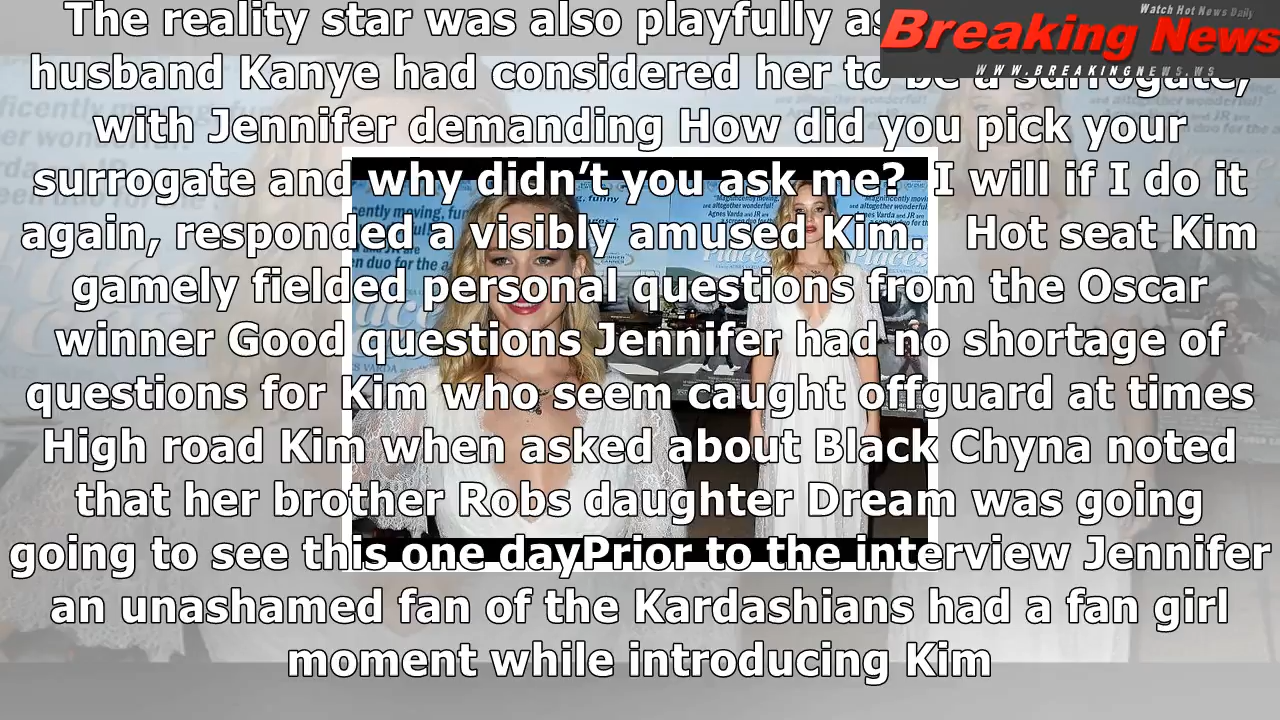 The reality star was also playfully
Watch Hot News Daily
Breaking News
WWW.BREAKINGNEWS.WS
husband Kanye had considered her to be a surrogate,
with Jennifer demanding How did you pick your
surrogate and why didn't you ask me? I will if I do it
again, responded a visibly amused Kim. Hot seat Kim
gamely fielded personal questions from the Oscar
winner Good questions Jennifer had no shortage of
questions for Kim who seem caught offguard at times
High road Kim when asked about Black Chyna noted
that her brother Robs daughter Dream was going
going to see this one dayPrior to the interview Jennifer
an unashamed fan of the Kardashians had a fan girl
moment while introducing Kim